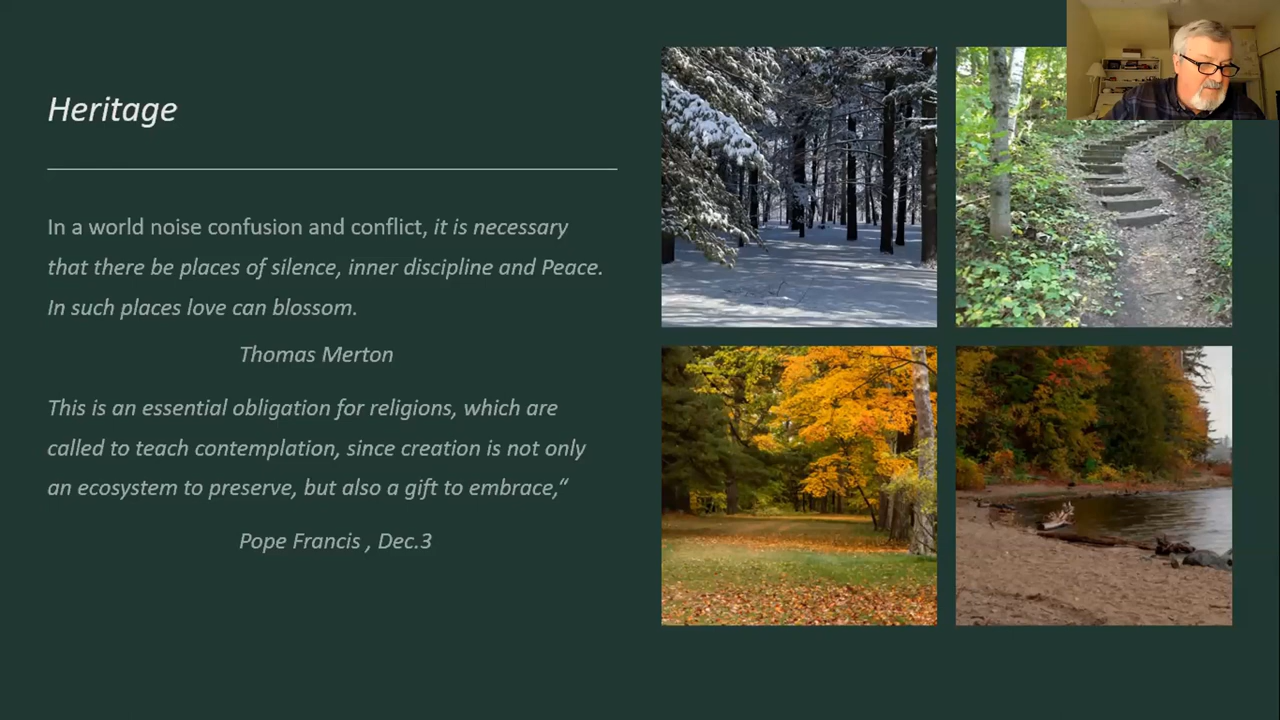 Heritage
In a world noise confusion and conflict, it is necessary
that there be places of silence, inner discipline and Peace.
In such places love can blossom.
Thomas Merton
This is an essential obligation for religions, which are
called to teach contemplation, since creation is not only
an ecosystem to preserve, but also a gift to embrace,“
Pope Francis , Dec.3